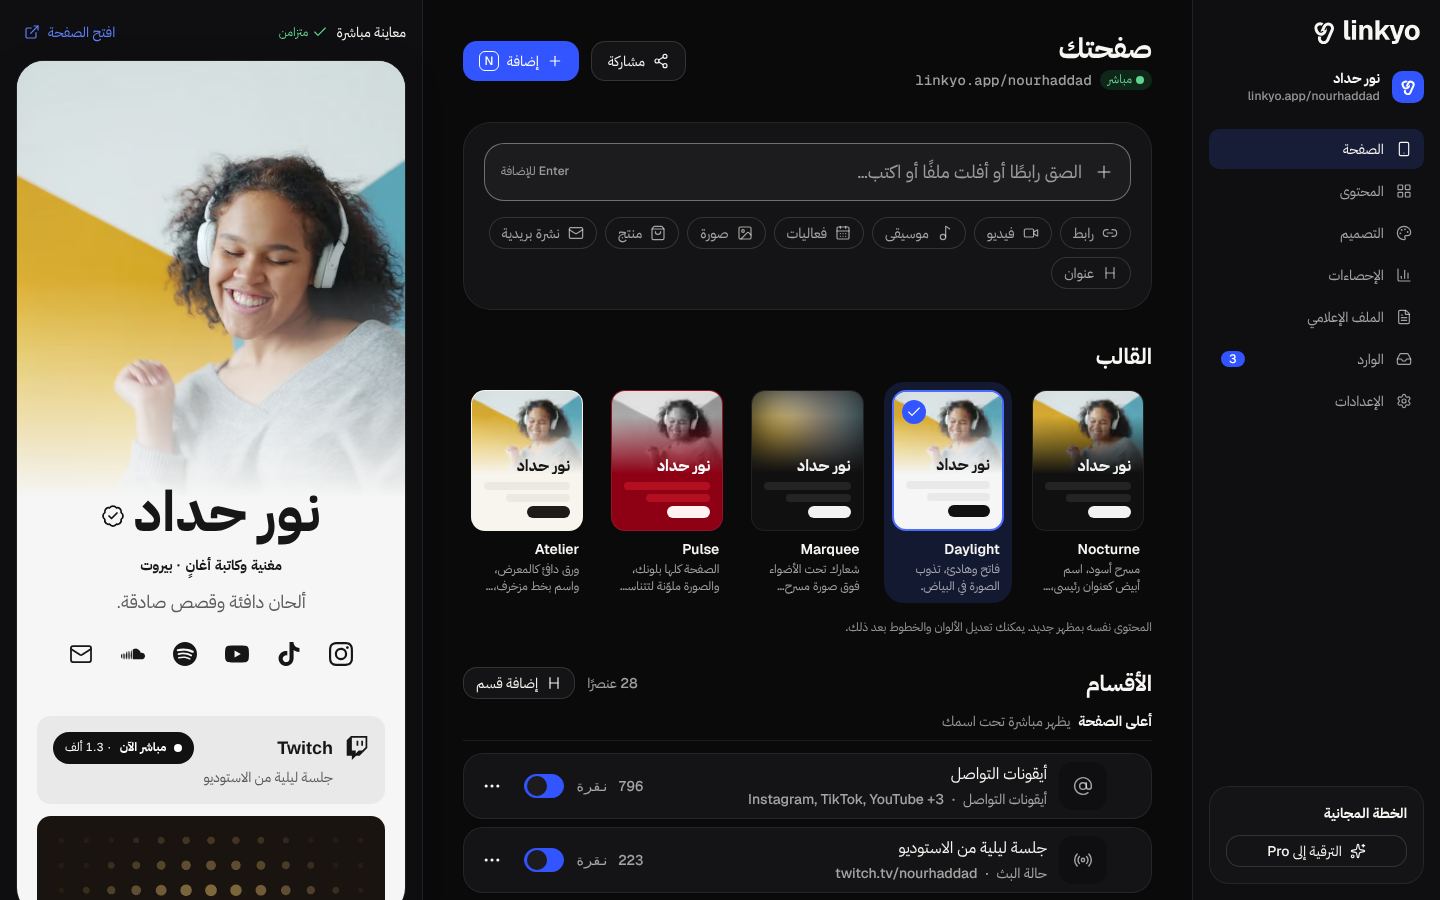 linkyo
نور حداد
linkyo.app/nourhaddad
الصفحة
المحتوى
التصميم
الإحصاءات
الملف الإعلامي
الوارد
3
الإعدادات
الخطة المجانية
الترقية إلى Pro
صفحتك
مباشر linkyo.app/nourhaddad
مشاركة
إضافة N
الصق رابطًا أو أفلت ملفًا أو اكتب...
Enter للإضافة
رابط
فيديو
موسيقى
فعاليات
صورة
منتج
نشرة بريدية
عنوان
القالب
نور حداد
Nocturne
مسرح أسود، اسم
أبيض كعنوان رئيسي،...
نور حداد
Daylight
فاتح وهادئ، تذوب
الصورة في البياض.
نور حداد
Marquee
شعارك تحت الأضواء
فوق صورة مسرح...
نور حداد
Pulse
الصفحة كلها بلونك،
والصورة ملوّنة لتتناسـ...
نور حداد
Atelier
ورق دافئ كالمعرض،
واسم بخط مزخرف،...
المحتوى نفسه بمظهر جديد. يمكنك تعديل الألوان والخطوط بعد ذلك.
الأقسام
28 عنصرًا
إضافة قسم
أعلى الصفحة يظهر مباشرة تحت اسمك
أيقونات التواصل
أيقونات التواصل · Instagram, TikTok, YouTube +3
796 نقرة
جلسة ليلية من الاستوديو
حالة البث · twitch.tv/nourhaddad
223 نقرة
معاينة مباشرة
متزامن
افتح الصفحة
نور حداد
مغنية وكاتبة أغانٍ · بيروت
ألحان دافئة وقصص صادقة.
Twitch
مباشر الآن · 1.3 ألف
جلسة ليلية من الاستوديو